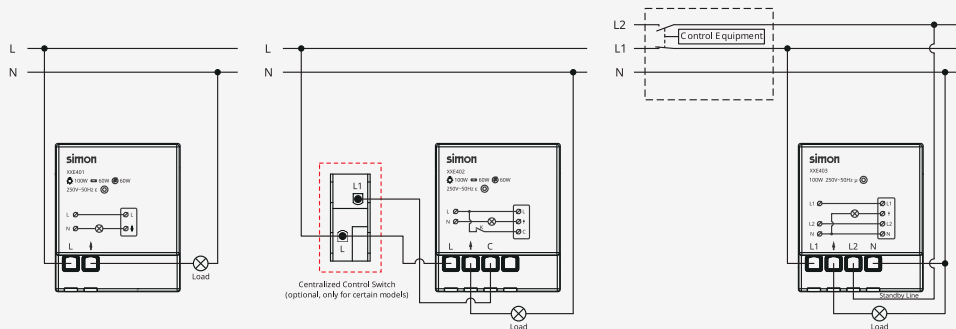 L
N
simon
XXE401
100W 60W 60W
250V~50Hz ε
L L
N
L
Load
L
N
L1
L
Centralized Control Switch
(optional, only for certain models)
simon
XXE402
100W 60W 60W
250V~50Hz ε
L L
N
K C
L C
Load
L2
L1
N
Control Equipment
simon
XXE403
100W 250V~50Hz μ
L1 L1
L2 L2
N N
L1 L2 N
Standby Line
Load